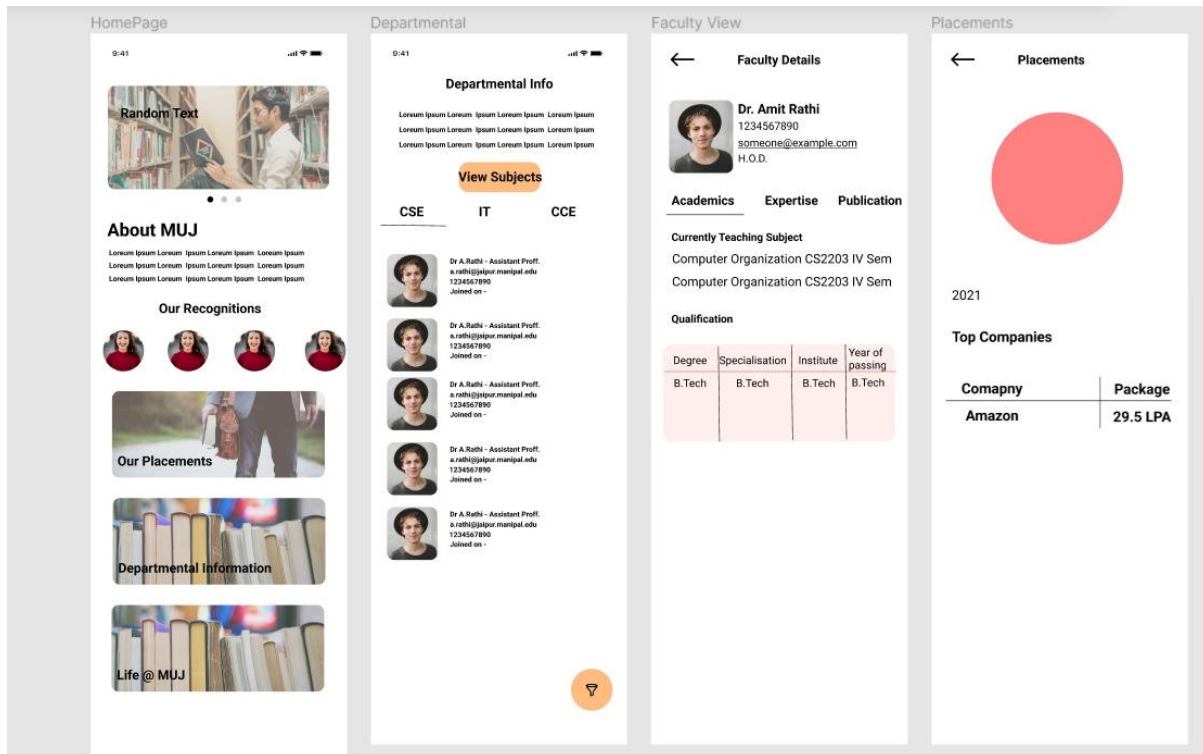 HomePage
9:41
Random Text
About MUJ
Loreum Ipsum Loreum Ipsum Loreum Ipsum Loreum Ipsum
Loreum Ipsum Loreum Ipsum Loreum Ipsum Loreum Ipsum
Loreum Ipsum Loreum Ipsum Loreum Ipsum Loreum Ipsum
Our Recognitions
Our Placements
Departmental Information
Life @ MUJ
Departmental
9:41
Departmental Info
Loreum Ipsum Loreum Ipsum Loreum Ipsum Loreum Ipsum
Loreum Ipsum Loreum Ipsum Loreum Ipsum Loreum Ipsum
Loreum Ipsum Loreum Ipsum Loreum Ipsum Loreum Ipsum
View Subjects
CSE IT CCE
Dr A.Rathi - Assistant Proff.
a.rathi@jaipur.manipal.edu
1234567890
Joined on -
Dr A.Rathi - Assistant Proff.
a.rathi@jaipur.manipal.edu
1234567890
Joined on -
Dr A.Rathi - Assistant Proff.
a.rathi@jaipur.manipal.edu
1234567890
Joined on -
Dr A.Rathi - Assistant Proff.
a.rathi@jaipur.manipal.edu
1234567890
Joined on -
Dr A.Rathi - Assistant Proff.
a.rathi@jaipur.manipal.edu
1234567890
Joined on -
Faculty View
Faculty Details
Dr. Amit Rathi
1234567890
someone@example.com
H.O.D.
Academics Expertise Publication
Currently Teaching Subject
Computer Organization CS2203 IV Sem
Computer Organization CS2203 IV Sem
Qualification
Degree Specialisation Institute Year of
passing
B.Tech B.Tech B.Tech B.Tech
Placements
Placements
2021
Top Companies
Comapny Package
Amazon 29.5 LPA